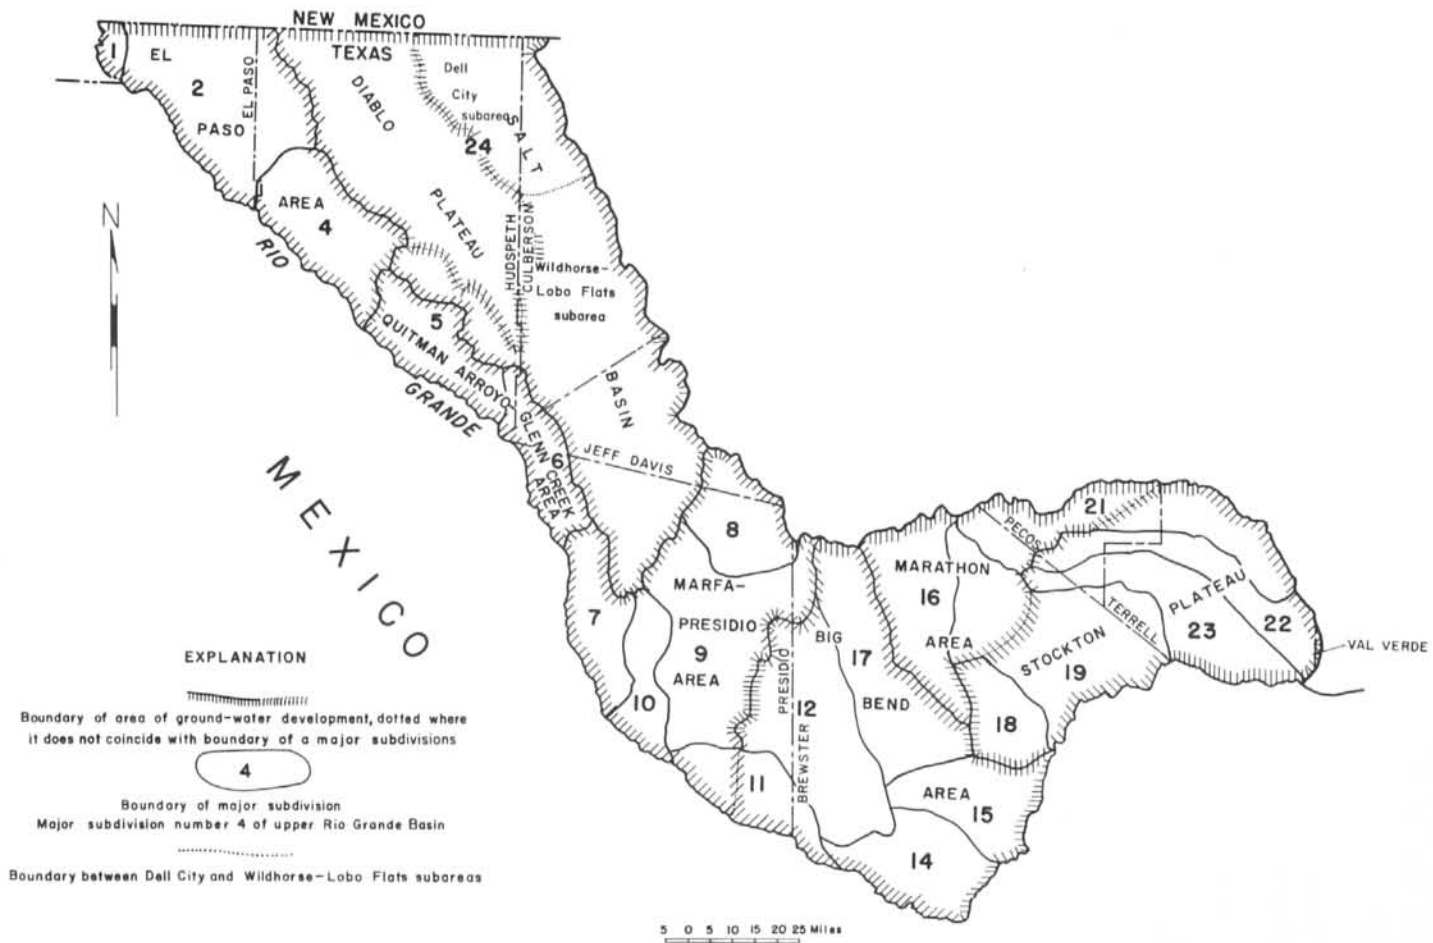 NEW MEXICO
TEXAS
1
EL
2
PASO
EL PASO
AREA
4
DIABLO
PLATEAU
Dell
City
subarea
24
SALT
BASIN
HUDSPETH
CULBERSON
Wildhorse-
Lobo Flats
subarea
RIO
GRANDE
5
QUITMAN ARROYO-
GLENN CREEK
AREA
6
JEFF DAVIS
N
MEXICO
7
8
MARFA-
PRESIDIO
9
AREA
10
11
PRESIDIO
BREWSTER
12
BIG
17
BEND
AREA
15
14
MARATHON
16
AREA
18
STOCKTON
19
PLATEAU
PECOS
TERRELL
21
22
23
VAL VERDE
EXPLANATION
Boundary of area of ground-water development, dotted where
it does not coincide with boundary of a major subdivisions
4
Boundary of major subdivision
Major subdivision number 4 of upper Rio Grande Basin
Boundary between Dell City and Wildhorse-Lobo Flats subareas
5 0 5 10 15 20 25 Miles